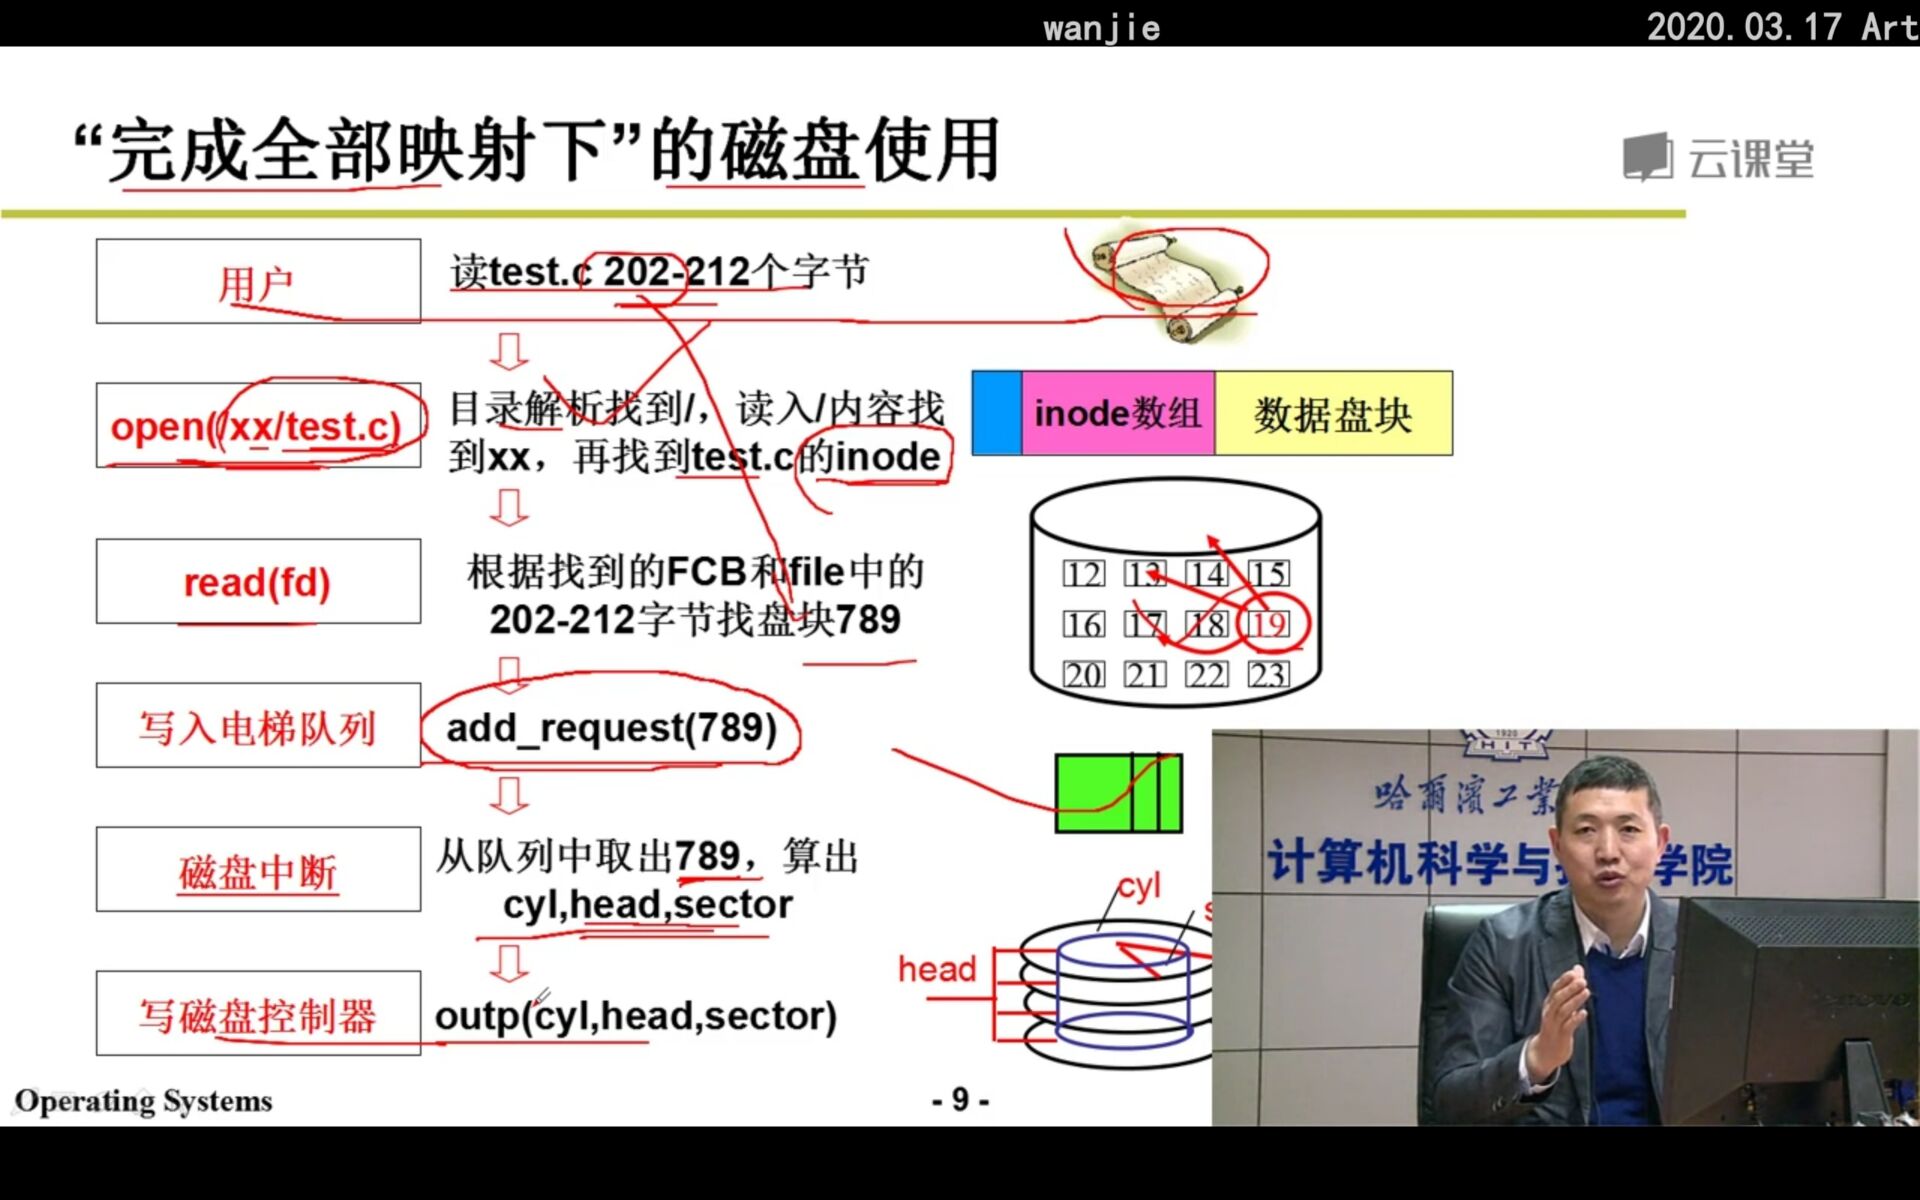 wanjie
2020.03.17 Art
“完成全部映射下”的磁盘使用
云课堂
用户
读test.c 202-212个字节
open(xx/test.c)
目录解析找到/，读入/内容找
到xx，再找到test.c的inode
inode数组
数据盘块
read(fd)
根据找到的FCB和file中的
202-212字节找盘块789
12 13 14 15
16 17 18 19
20 21 22 23
写入电梯队列
add_request(789)
磁盘中断
从队列中取出789，算出
cyl,head,sector
写磁盘控制器
outp(cyl,head,sector)
cyl
s
head
1920
HIT
哈爾濱工業
计算机科学与
学院
Operating Systems
- 9 -